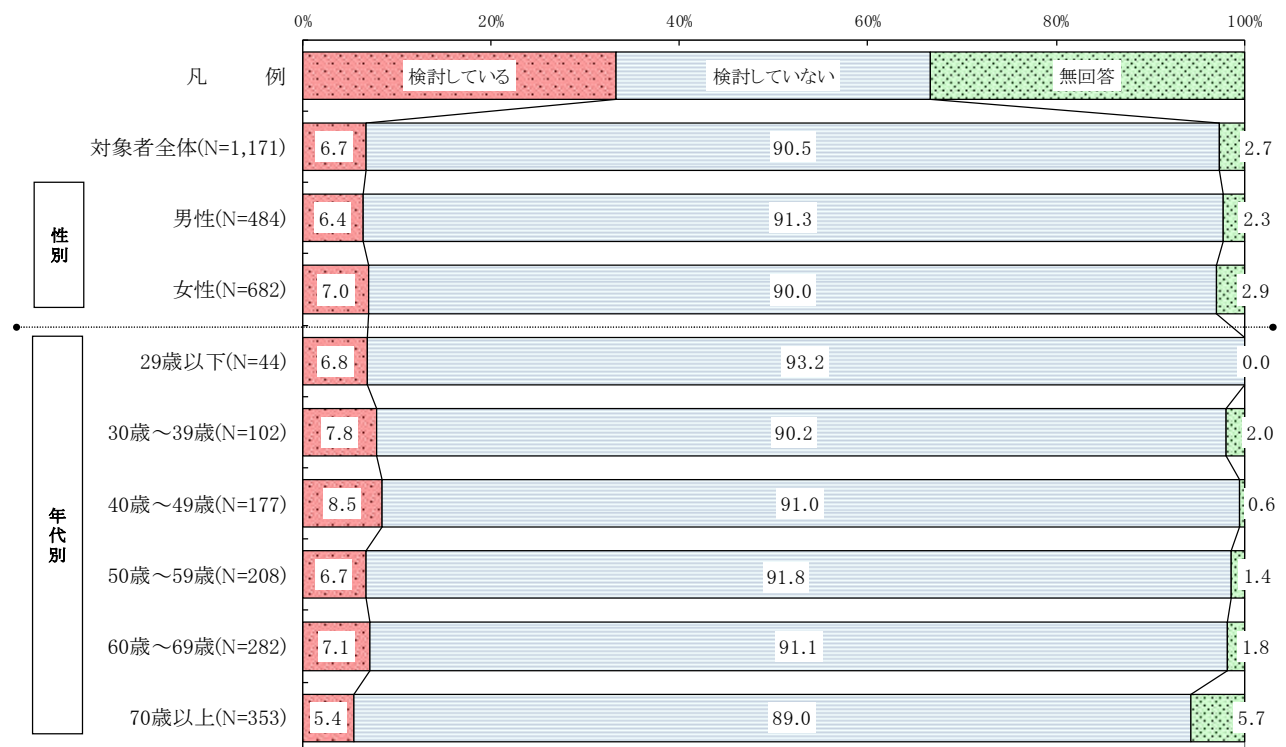 0% 20% 40% 60% 80% 100%
凡 例 検討している 検討していない 無回答
対象者全体(N=1,171) 6.7 90.5 2.7
性別
男性(N=484) 6.4 91.3 2.3
女性(N=682) 7.0 90.0 2.9
年代別
29歳以下(N=44) 6.8 93.2 0.0
30歳～39歳(N=102) 7.8 90.2 2.0
40歳～49歳(N=177) 8.5 91.0 0.6
50歳～59歳(N=208) 6.7 91.8 1.4
60歳～69歳(N=282) 7.1 91.1 1.8
70歳以上(N=353) 5.4 89.0 5.7